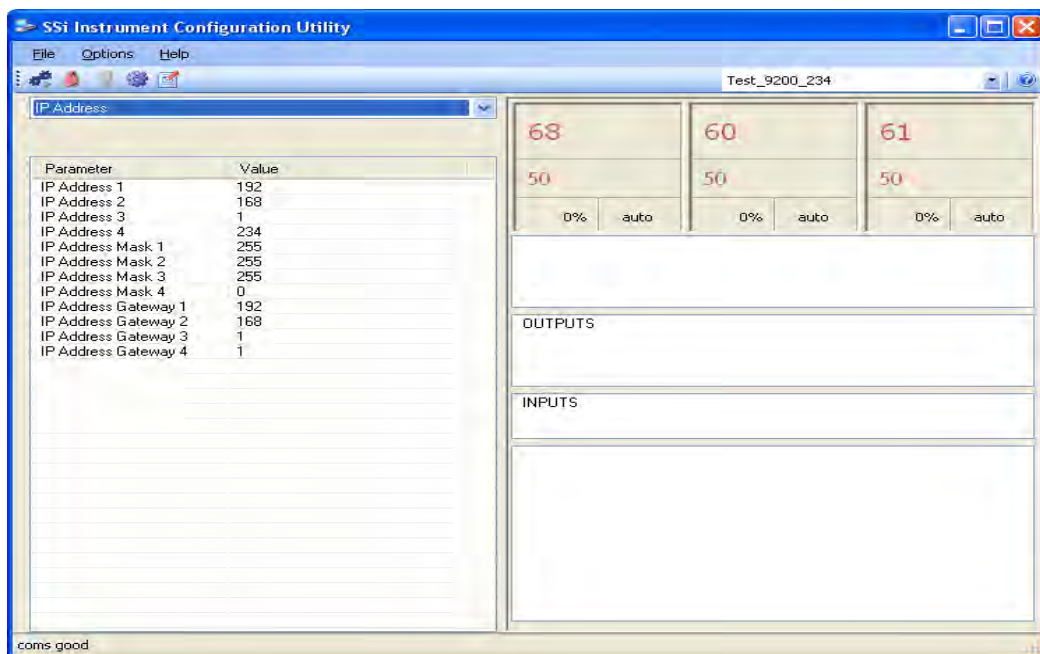 SSi Instrument Configuration Utility
File Options Help
Test_9200_234
IP Address
Parameter Value
IP Address 1 192
IP Address 2 168
IP Address 3 1
IP Address 4 234
IP Address Mask 1 255
IP Address Mask 2 255
IP Address Mask 3 255
IP Address Mask 4 0
IP Address Gateway 1 192
IP Address Gateway 2 168
IP Address Gateway 3 1
IP Address Gateway 4 1
68 60 61
50 50 50
0% auto 0% auto 0% auto
OUTPUTS
INPUTS
coms good